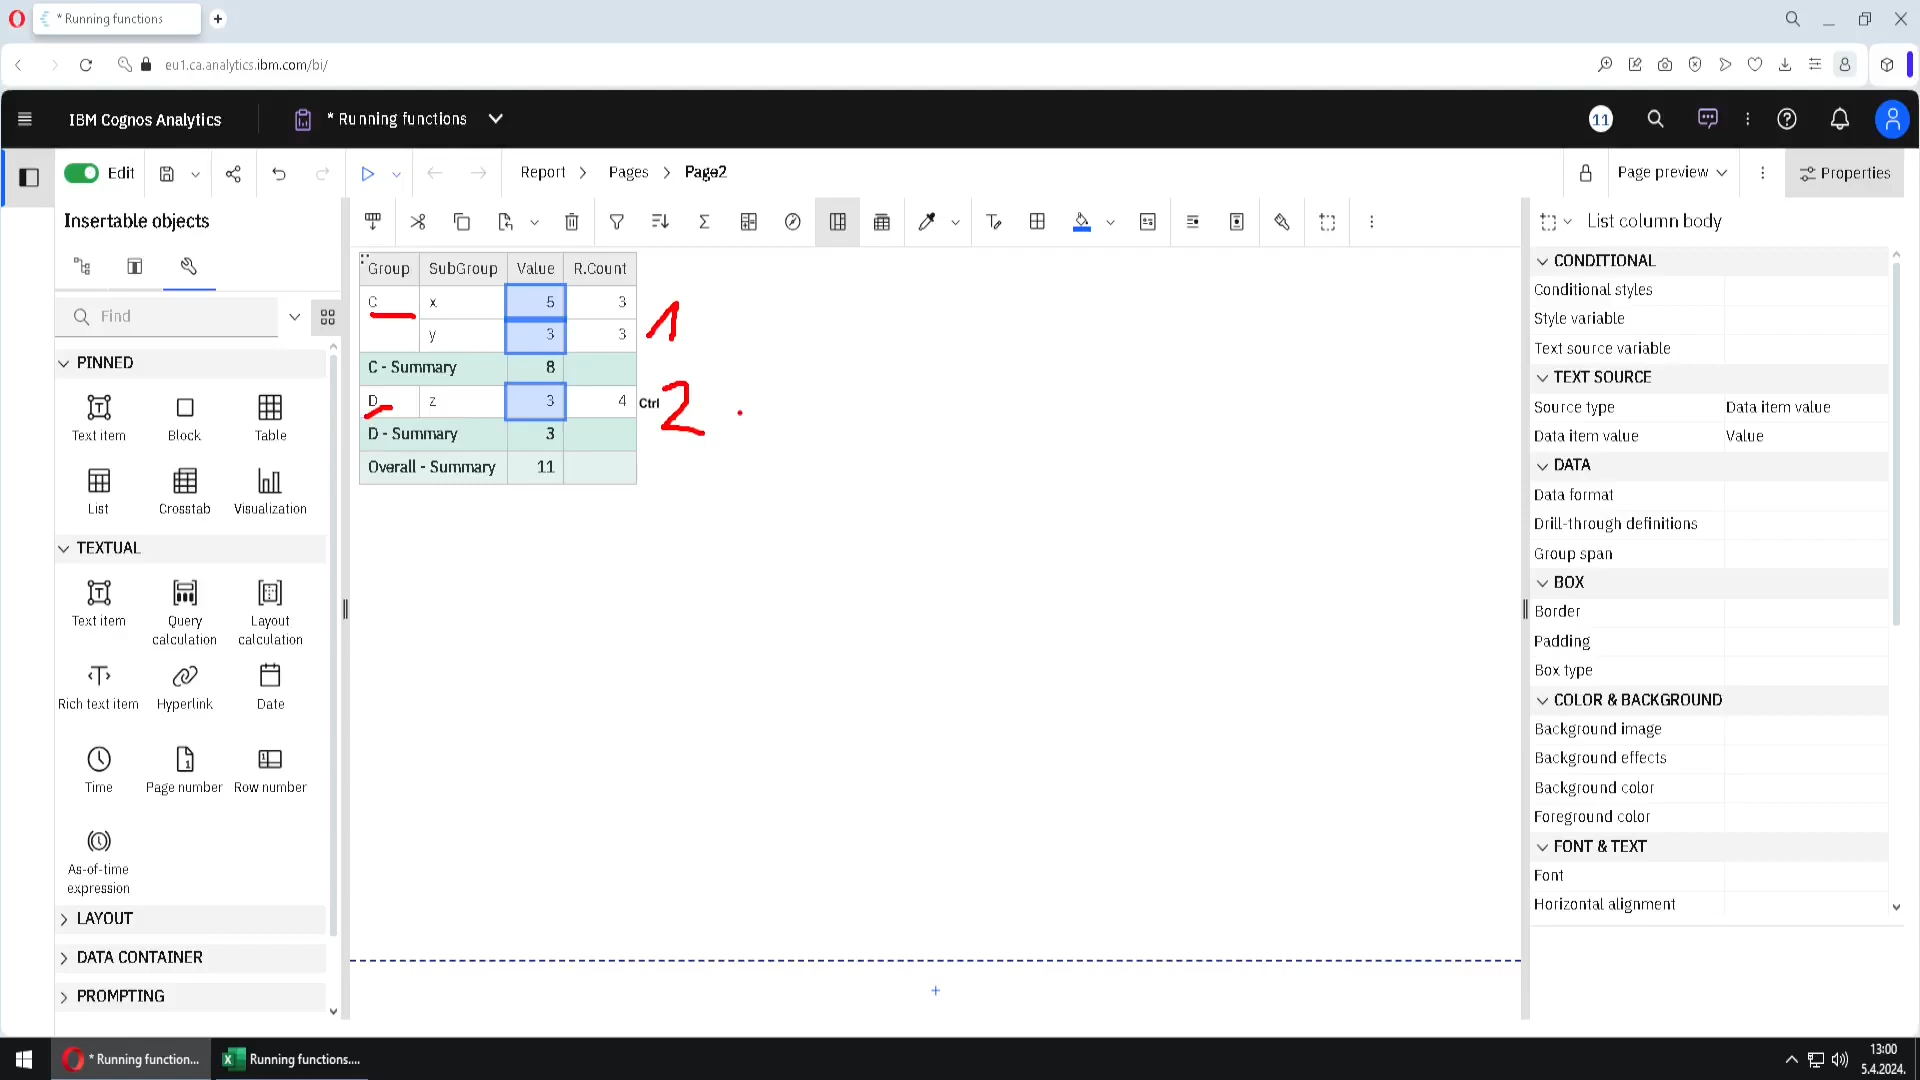 * Running functions
eu1.ca.analytics.ibm.com/bi/
IBM Cognos Analytics
* Running functions
11
Edit
Report > Pages > Page2
Page preview
Properties
Insertable objects
List column body
Find
PINNED
Text item
Block
Table
List
Crosstab
Visualization
TEXTUAL
Text item
Query calculation
Layout calculation
Rich text item
Hyperlink
Date
Time
Page number
Row number
As-of-time expression
LAYOUT
DATA CONTAINER
PROMPTING
Group SubGroup Value R.Count
C x 5 3
y 3 3
1
C - Summary 8
D z 3 4
Ctrl
2
D - Summary 3
Overall - Summary 11
CONDITIONAL
Conditional styles
Style variable
Text source variable
TEXT SOURCE
Source type Data item value
Data item value Value
DATA
Data format
Drill-through definitions
Group span
BOX
Border
Padding
Box type
COLOR & BACKGROUND
Background image
Background effects
Background color
Foreground color
FONT & TEXT
Font
Horizontal alignment
* Running function...
Running functions....
13:00
5.4.2024.